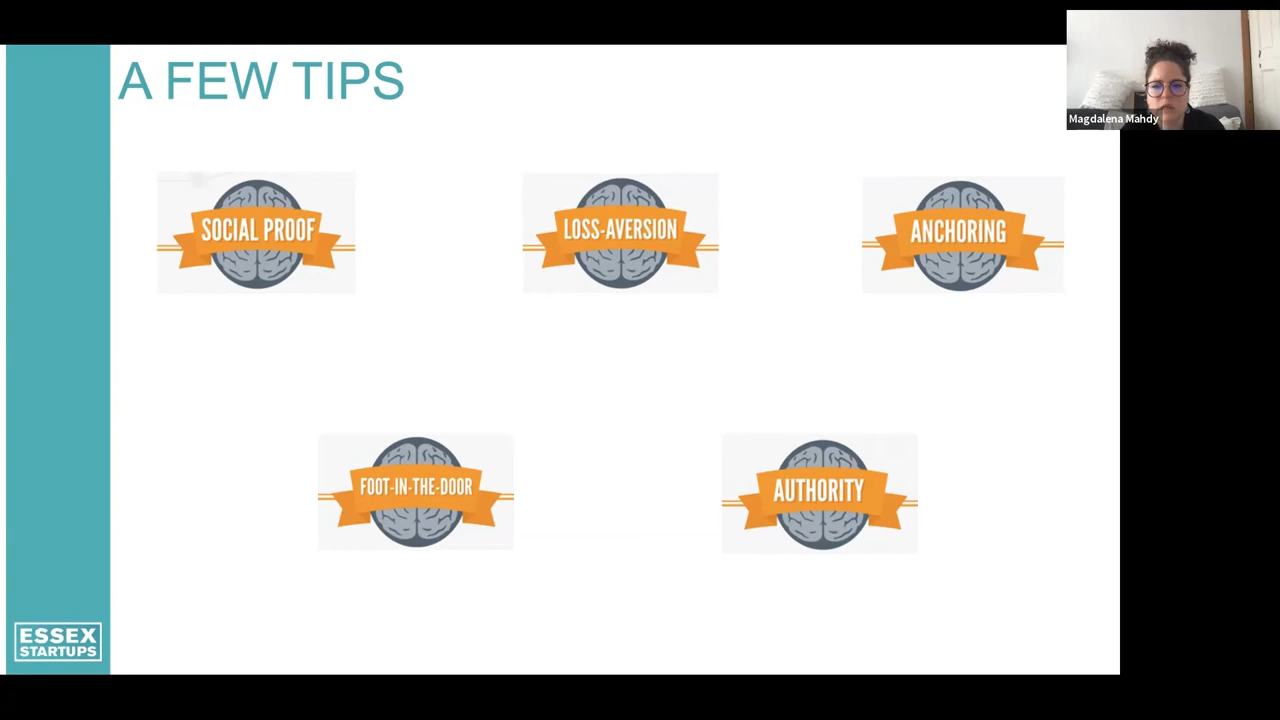 A FEW TIPS
Magdalena Mahdy
SOCIAL PROOF
LOSS-AVERSION
ANCHORING
FOOT-IN-THE-DOOR
AUTHORITY
ESSEX
STARTUPS